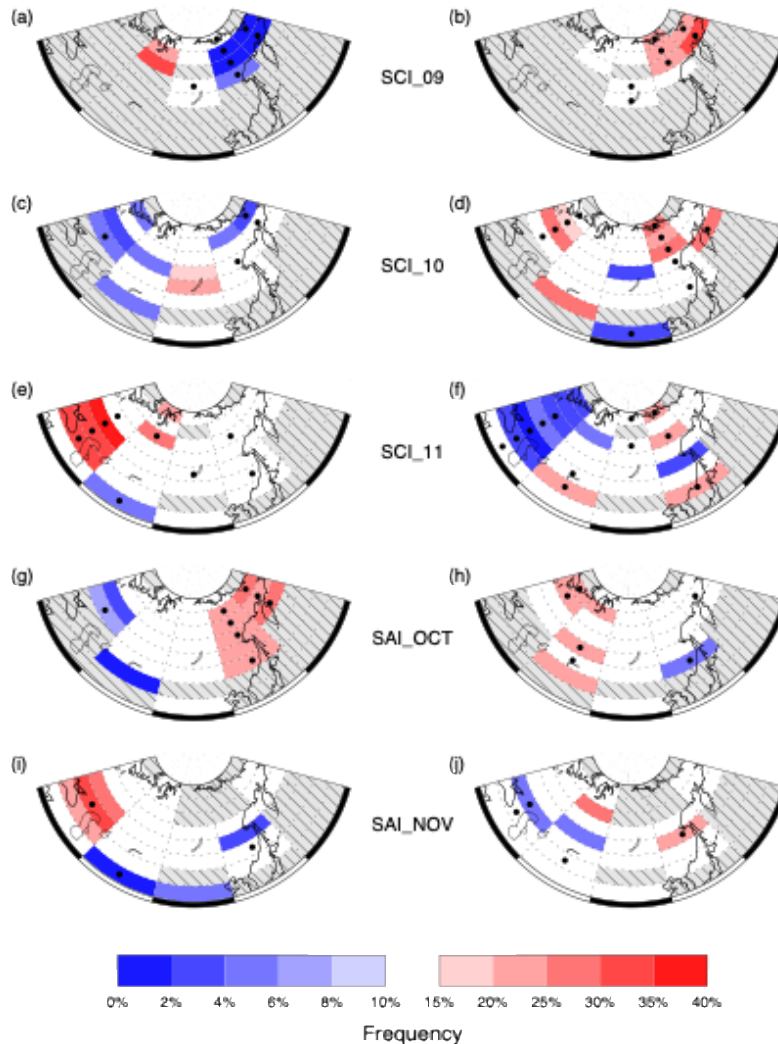 (a) (b)
SCI_09
(c) (d)
SCI_10
(e) (f)
SCI_11
(g) (h)
SAI_OCT
(i) (j)
SAI_NOV
0% 2% 4% 6% 8% 10% 15% 20% 25% 30% 35% 40%
Frequency